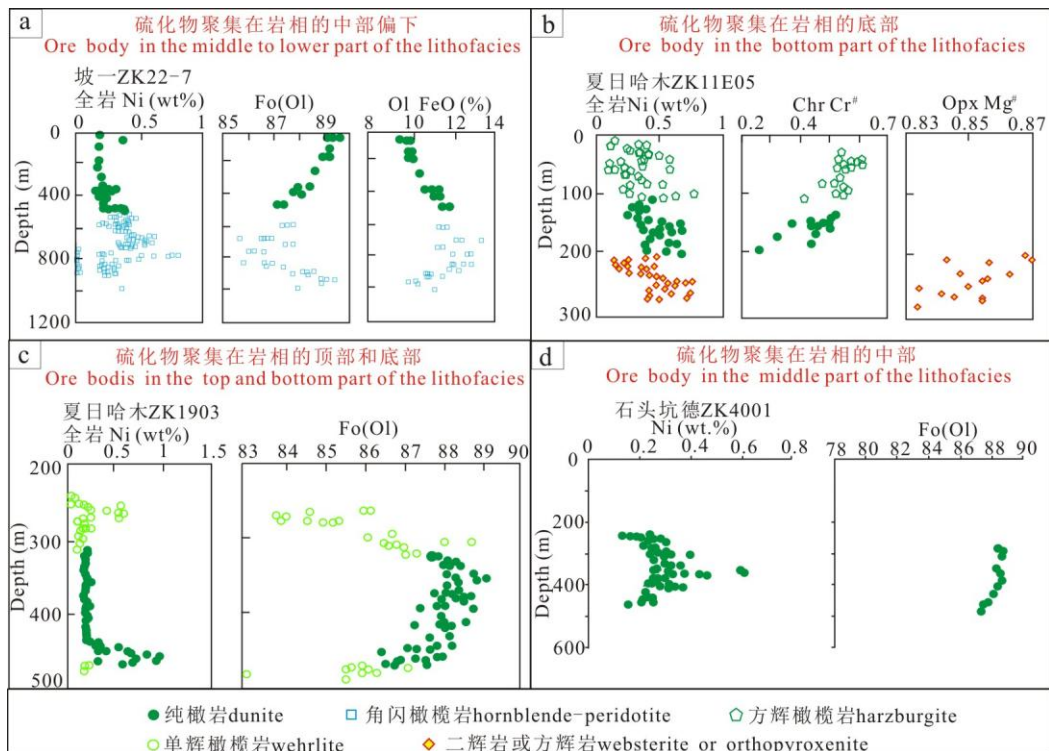 a
硫化物聚集在岩相的中部偏下
Ore body in the middle to lower part of the lithofacies
坡一ZK22-7
全岩 Ni (wt%)
Fo(Ol)
Ol FeO (%)
0 0.5 1
85 87 89
8 10 12 14
Depth (m)
0
400
800
1200
b
硫化物聚集在岩相的底部
Ore body in the bottom part of the lithofacies
夏日哈木ZK11E05
全岩Ni (wt%)
Chr Cr#
Opx Mg#
0 0.5 1
0.2 0.4 0.7
0.83 0.85 0.87
Depth (m)
0
100
200
300
c
硫化物聚集在岩相的顶部和底部
Ore bodis in the top and bottom part of the lithofacies
夏日哈木ZK1903
全岩 Ni (wt%)
Fo(Ol)
0 0.5 1 1.5
83 84 85 86 87 88 89 90
Depth (m)
200
300
400
500
d
硫化物聚集在岩相的中部
Ore body in the middle part of the lithofacies
石头坑德ZK4001
Ni (wt.%)
Fo(Ol)
0 0.2 0.4 0.6 0.8
78 80 82 84 86 88 90
Depth (m)
0
200
400
600
纯橄岩dunite
角闪橄榄岩hornblende-peridotite
方辉橄榄岩harzburgite
单辉橄榄岩wehrlite
二辉岩或方辉岩websterite or orthopyroxenite